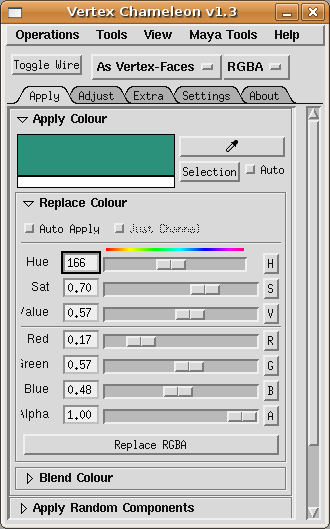 Vertex Chameleon v1.3
Operations Tools View Maya Tools Help
Toggle Wire As Vertex-Faces RGBA
Apply Adjust Extra Settings About
Apply Colour
Selection Auto
Replace Colour
Auto Apply Just Channel
Hue 166 H
Sat 0.70 S
Value 0.57 V
Red 0.17 R
Green 0.57 G
Blue 0.48 B
Alpha 1.00 A
Replace RGBA
Blend Colour
Apply Random Components